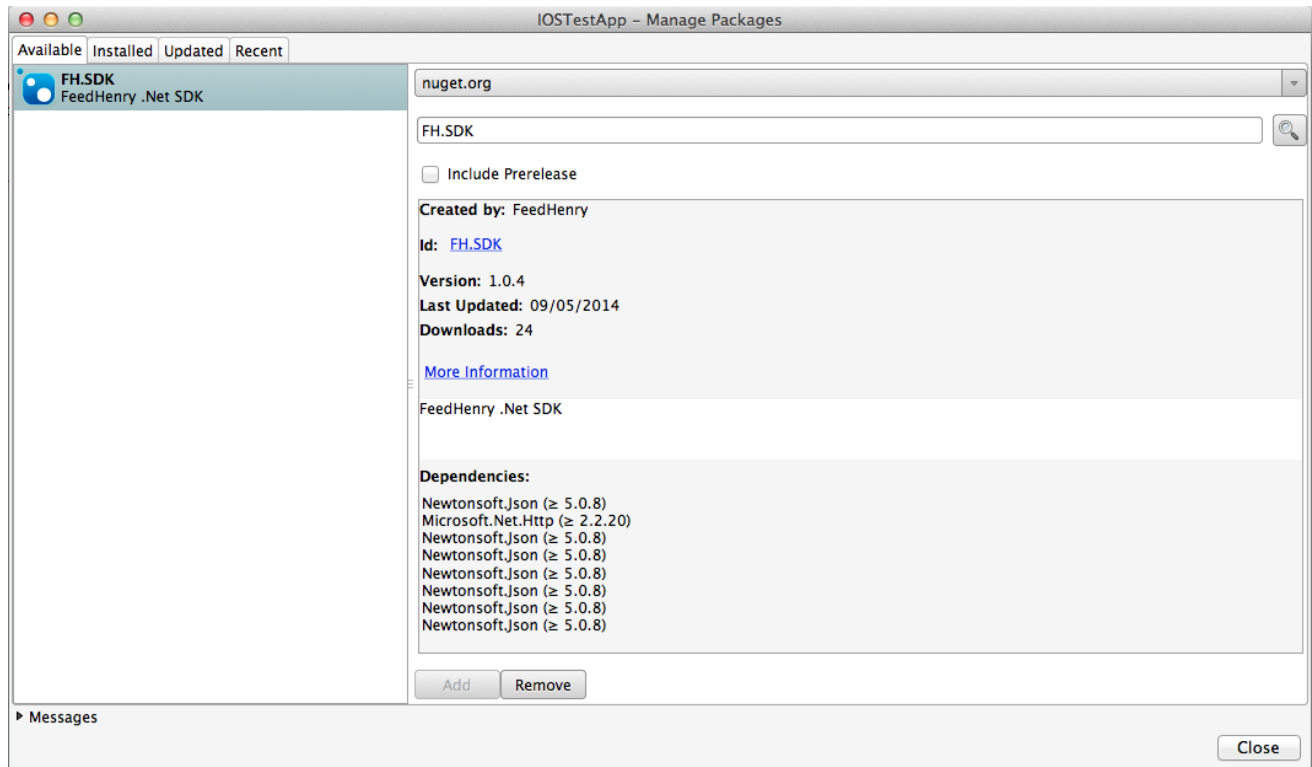 IOSTestApp – Manage Packages
Available Installed Updated Recent
FH.SDK
FeedHenry .Net SDK
nuget.org
FH.SDK
Include Prerelease
Created by: FeedHenry
Id: FH.SDK
Version: 1.0.4
Last Updated: 09/05/2014
Downloads: 24
More Information
FeedHenry .Net SDK
Dependencies:
Newtonsoft.Json (≥ 5.0.8)
Microsoft.Net.Http (≥ 2.2.20)
Newtonsoft.Json (≥ 5.0.8)
Newtonsoft.Json (≥ 5.0.8)
Newtonsoft.Json (≥ 5.0.8)
Newtonsoft.Json (≥ 5.0.8)
Newtonsoft.Json (≥ 5.0.8)
Newtonsoft.Json (≥ 5.0.8)
Add Remove
Messages
Close